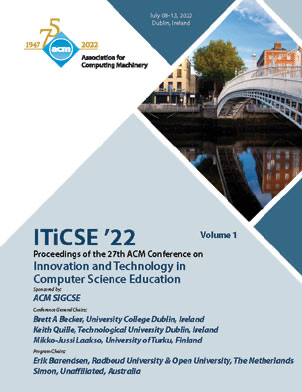 July 08–13, 2022
Dublin, Ireland
75
1947
2022
acm
Association for
Computing Machinery
ITiCSE '22
Volume 1
Proceedings of the 27th ACM Conference on
Innovation and Technology in
Computer Science Education
Sponsored by:
ACM SIGCSE
Conference General Chairs:
Brett A Becker, University College Dublin, Ireland
Keith Quille, Technological University Dublin, Ireland
Mikko-Jussi Laakso, University of Turku, Finland
Program Chairs:
Erik Barendsen, Radboud University & Open University, The Netherlands
Simon, Unaffiliated, Australia